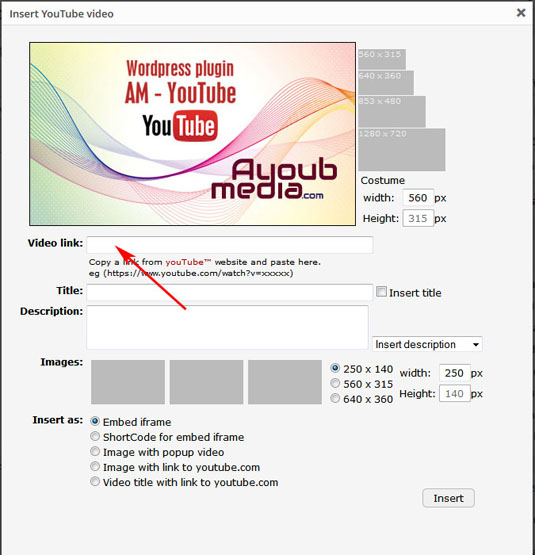 Insert YouTube video
Wordpress plugin
AM - YouTube
YouTube
Ayoub
media.com
560 x 315
640 x 360
853 x 480
1280 x 720
Costume
width: 560 px
Height: 315 px
Video link:
Copy a link from youTube™ website and paste here.
eg (https://www.youtube.com/watch?v=xxxxx)
Title:
Insert title
Description:
Insert description
Images:
250 x 140
560 x 315
640 x 360
width: 250 px
Height: 140 px
Insert as:
Embed iframe
ShortCode for embed iframe
Image with popup video
Image with link to youtube.com
Video title with link to youtube.com
Insert